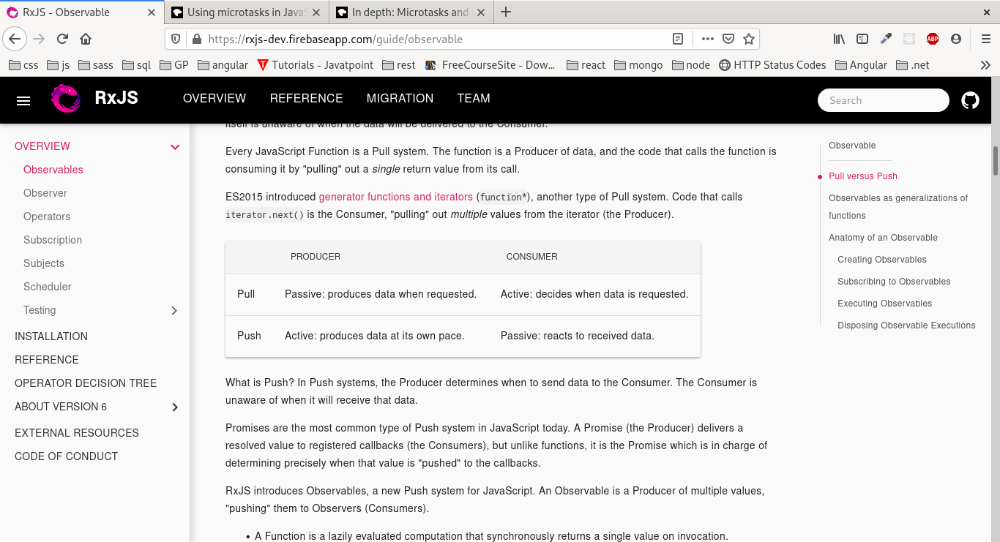 RxJS - Observable
Using microtasks in JavaS
In depth: Microtasks and
https://rxjs-dev.firebaseapp.com/guide/observable
ABP
css
js
sass
sql
GP
angular
Tutorials - Javatpoint
rest
FreeCourseSite - Dow...
react
mongo
node
HTTP Status Codes
Angular
.net
RxJS
OVERVIEW
REFERENCE
MIGRATION
TEAM
Search
OVERVIEW
Observables
Observer
Operators
Subscription
Subjects
Scheduler
Testing
INSTALLATION
REFERENCE
OPERATOR DECISION TREE
ABOUT VERSION 6
EXTERNAL RESOURCES
CODE OF CONDUCT
itself is unaware of when the data will be delivered to the Consumer.
Every JavaScript Function is a Pull system. The function is a Producer of data, and the code that calls the function is
consuming it by "pulling" out a single return value from its call.
ES2015 introduced generator functions and iterators (function*), another type of Pull system. Code that calls
iterator.next() is the Consumer, "pulling" out multiple values from the iterator (the Producer).
PRODUCER CONSUMER
Pull Passive: produces data when requested. Active: decides when data is requested.
Push Active: produces data at its own pace. Passive: reacts to received data.
What is Push? In Push systems, the Producer determines when to send data to the Consumer. The Consumer is
unaware of when it will receive that data.
Promises are the most common type of Push system in JavaScript today. A Promise (the Producer) delivers a
resolved value to registered callbacks (the Consumers), but unlike functions, it is the Promise which is in charge of
determining precisely when that value is "pushed" to the callbacks.
RxJS introduces Observables, a new Push system for JavaScript. An Observable is a Producer of multiple values,
"pushing" them to Observers (Consumers).
• A Function is a lazily evaluated computation that synchronously returns a single value on invocation.
Observable
Pull versus Push
Observables as generalizations of
functions
Anatomy of an Observable
Creating Observables
Subscribing to Observables
Executing Observables
Disposing Observable Executions